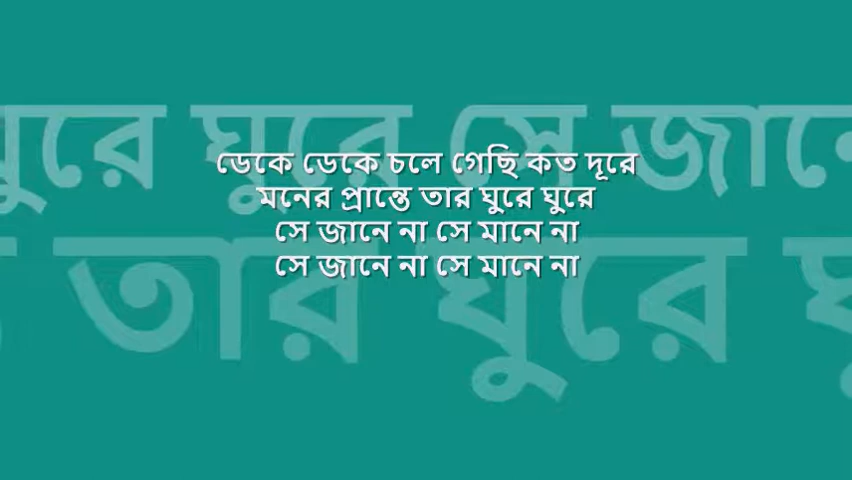 ঘুরে ঘুরে সে জানে
ডেকে ডেকে চলে গেছি কত দূরে
মনের প্রান্তে তার ঘুরে ঘুরে
সে জানে না সে মানে না
সে জানে না সে মানে না
তার ঘুরে